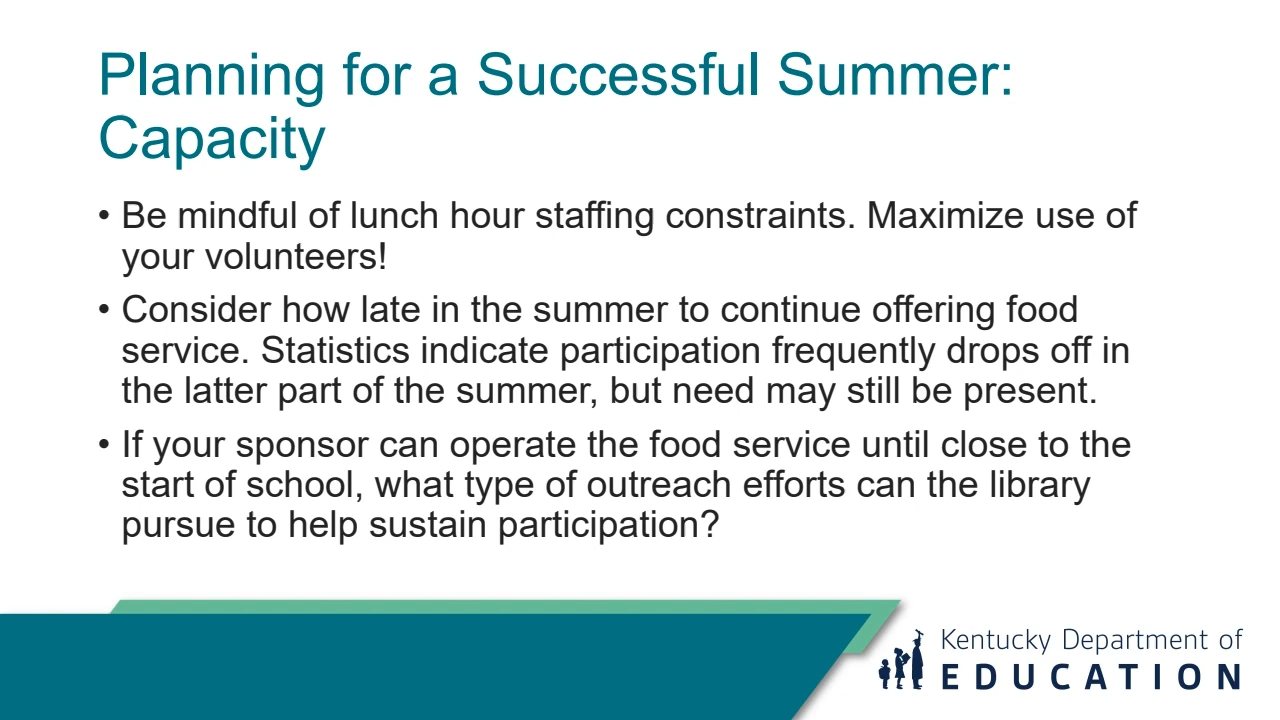 Planning for a Successful Summer:
Capacity
• Be mindful of lunch hour staffing constraints. Maximize use of
your volunteers!
• Consider how late in the summer to continue offering food
service. Statistics indicate participation frequently drops off in
the latter part of the summer, but need may still be present.
• If your sponsor can operate the food service until close to the
start of school, what type of outreach efforts can the library
pursue to help sustain participation?
Kentucky Department of
EDUCATION